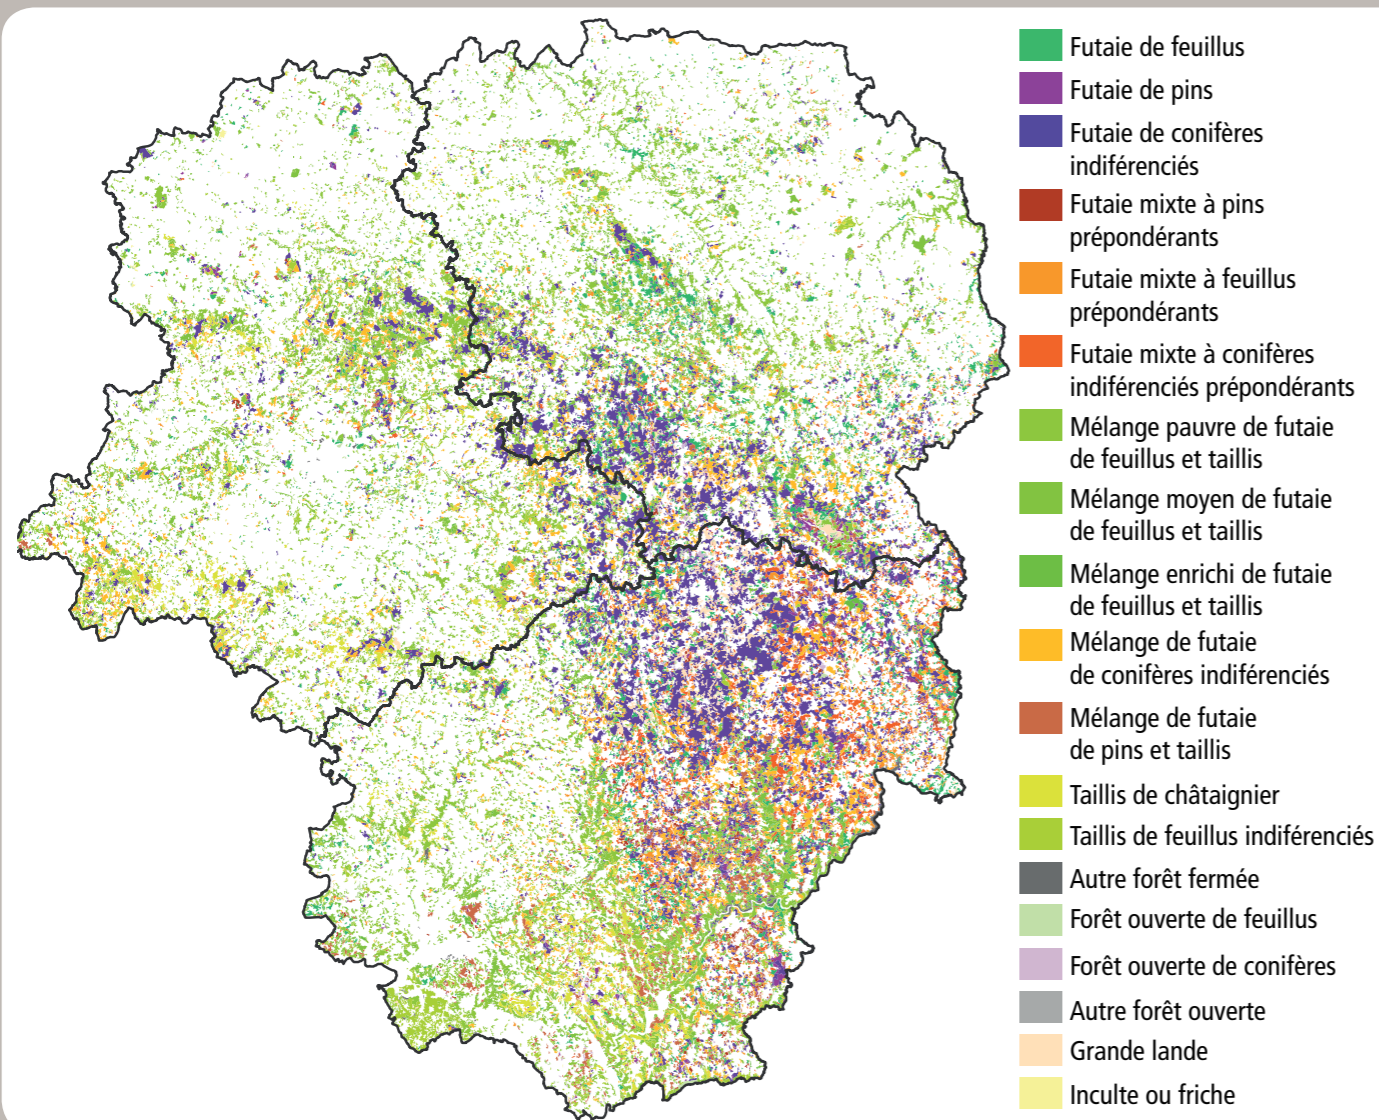 Futaie de feuillus
Futaie de pins
Futaie de conifères
indiférenciés
Futaie mixte à pins
prépondérants
Futaie mixte à feuillus
prépondérants
Futaie mixte à conifères
indiférenciés prépondérants
Mélange pauvre de futaie
de feuillus et taillis
Mélange moyen de futaie
de feuillus et taillis
Mélange enrichi de futaie
de feuillus et taillis
Mélange de futaie
de conifères indiférenciés
Mélange de futaie
de pins et taillis
Taillis de châtaignier
Taillis de feuillus indiférenciés
Autre forêt fermée
Forêt ouverte de feuillus
Forêt ouverte de conifères
Autre forêt ouverte
Grande lande
Inculte ou friche